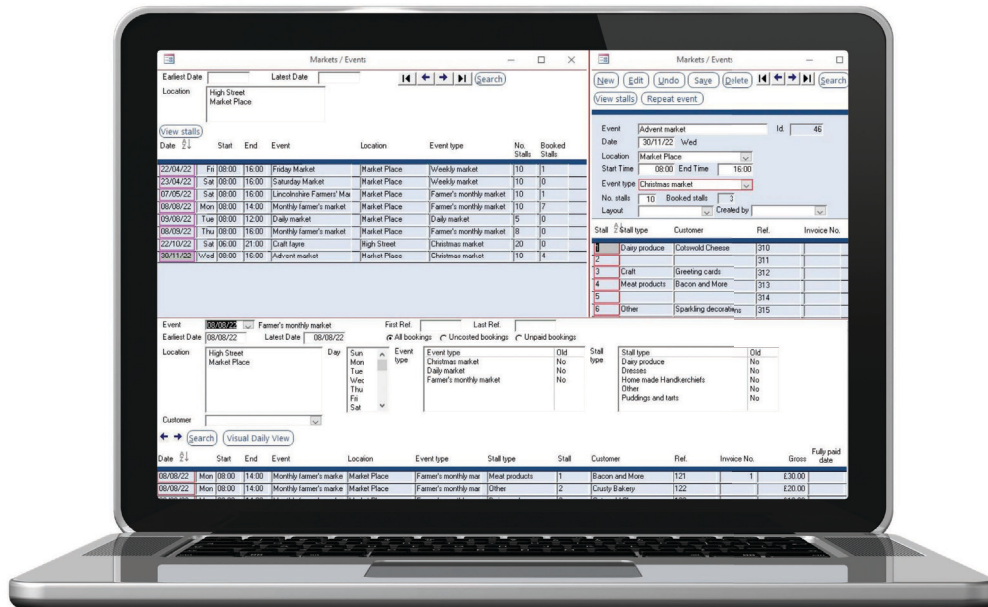 Markets / Events
Earliest Date Latest Date Search
Location High Street
Market Place
View stalls
Date Start End Event Location Event type No. Stalls Booked Stalls
22/04/22 Fri 08:00 16:00 Friday Market Market Place Weekly market 10 1
23/04/22 Sat 08:00 16:00 Saturday Market Market Place Weekly market 10 0
07/05/22 Sat 08:00 16:00 Lincolnshire Farmers' Mar Market Place Farmer's monthly market 10 1
08/08/22 Mon 08:00 14:00 Monthly farmer's market Market Place Farmer's monthly market 10 7
09/08/22 Tue 08:00 12:00 Daily market Market Place Daily market 5 0
08/09/22 Thu 08:00 16:00 Monthly farmer's market Market Place Farmer's monthly market 8 0
22/10/22 Sat 06:00 21:00 Craft fayre High Street Christmas market 20 0
30/11/22 Wed 08:00 16:00 Advent market Market Place Christmas market 10 4
Markets / Events
New Edit Undo Save Delete Search
View stalls Repeat event
Event Advent market Id. 46
Date 30/11/22 Wed
Location Market Place
Start Time 08:00 End Time 16:00
Event type Christmas market
No. stalls 10 Booked stalls 3
Layout Created by
Stall Stall type Customer Ref. Invoice No.
1 Dairy produce Cotswold Cheese 310
2 311
3 Craft Greeting cards 312
4 Meat products Bacon and More 313
5 314
6 Other Sparkling decorations 315
Event 08/08/22 Farmer's monthly market First Ref. Last Ref.
Earliest Date 08/08/22 Latest Date 08/08/22 All bookings Uncosted bookings Unpaid bookings
Location High Street
Market Place
Day Sun
Mon
Tue
Wed
Thu
Fri
Sat
Event type Event type Old
Christmas market No
Daily market No
Farmer's monthly market No
Stall type Stall type Old
Dairy produce No
Dresses No
Home made Handkerchiefs No
Other No
Puddings and tarts No
Customer
Search Visual Daily View
Date Start End Event Location Event type Stall type Stall Customer Ref. Invoice No. Gross Fully paid date
08/08/22 Mon 08:00 14:00 Monthly farmer's marke Market Place Farmer's monthly mar Meat products 1 Bacon and More 121 1 £30.00
08/08/22 Mon 08:00 14:00 Monthly farmer's marke Market Place Farmer's monthly mar Other 2 Crusty Bakery 122 £20.00